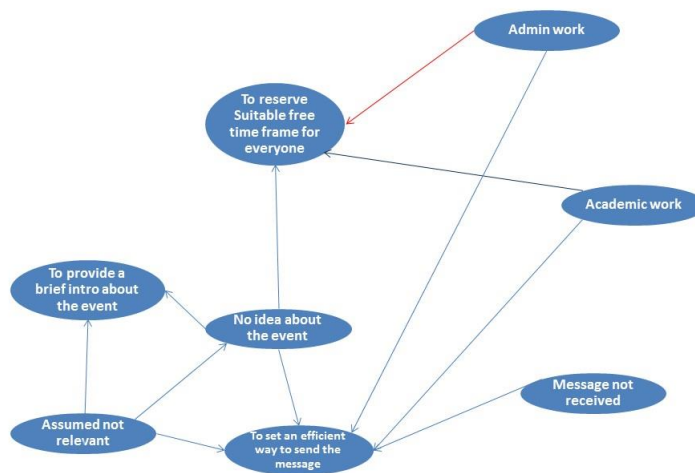 Admin work
To reserve
Suitable free
time frame for
everyone
Academic work
To provide a
brief intro about
the event
No idea about
the event
Message not
received
Assumed not
relevant
To set an efficient
way to send the
message